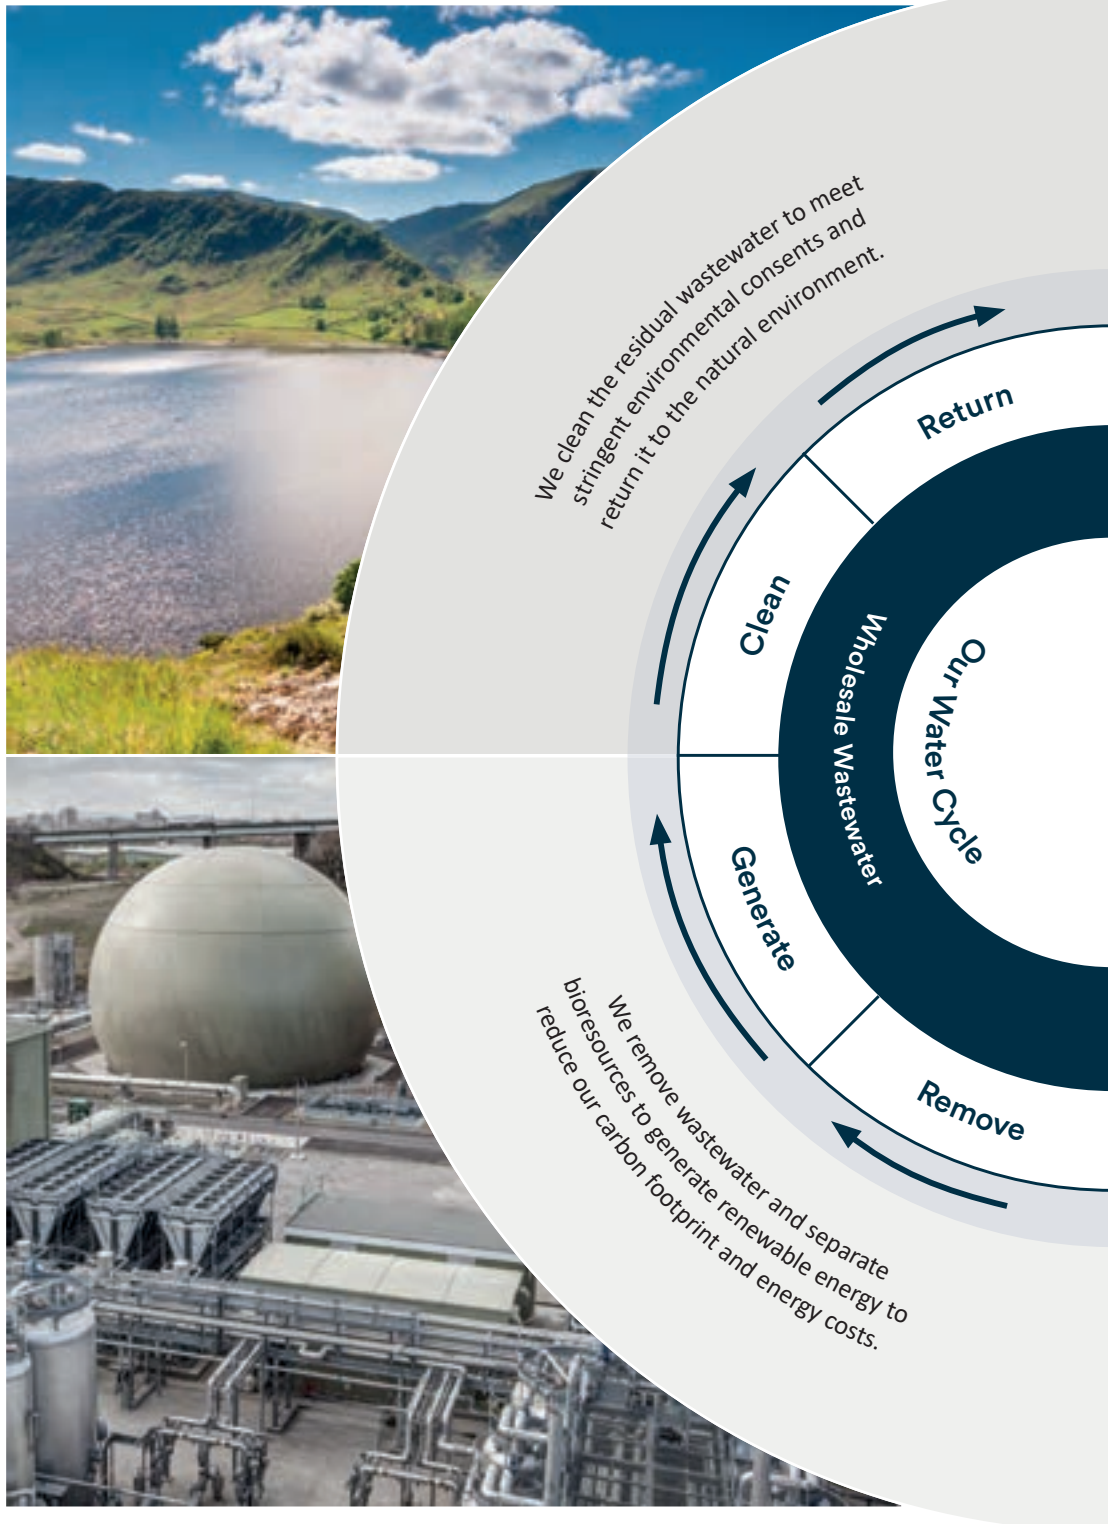 We clean the residual wastewater to meet
stringent environmental consents and
return it to the natural environment.
Return
Clean
Wholesale Wastewater
Our Water Cycle
Generate
Remove
We remove wastewater and separate
bioresources to generate renewable energy to
reduce our carbon footprint and energy costs.